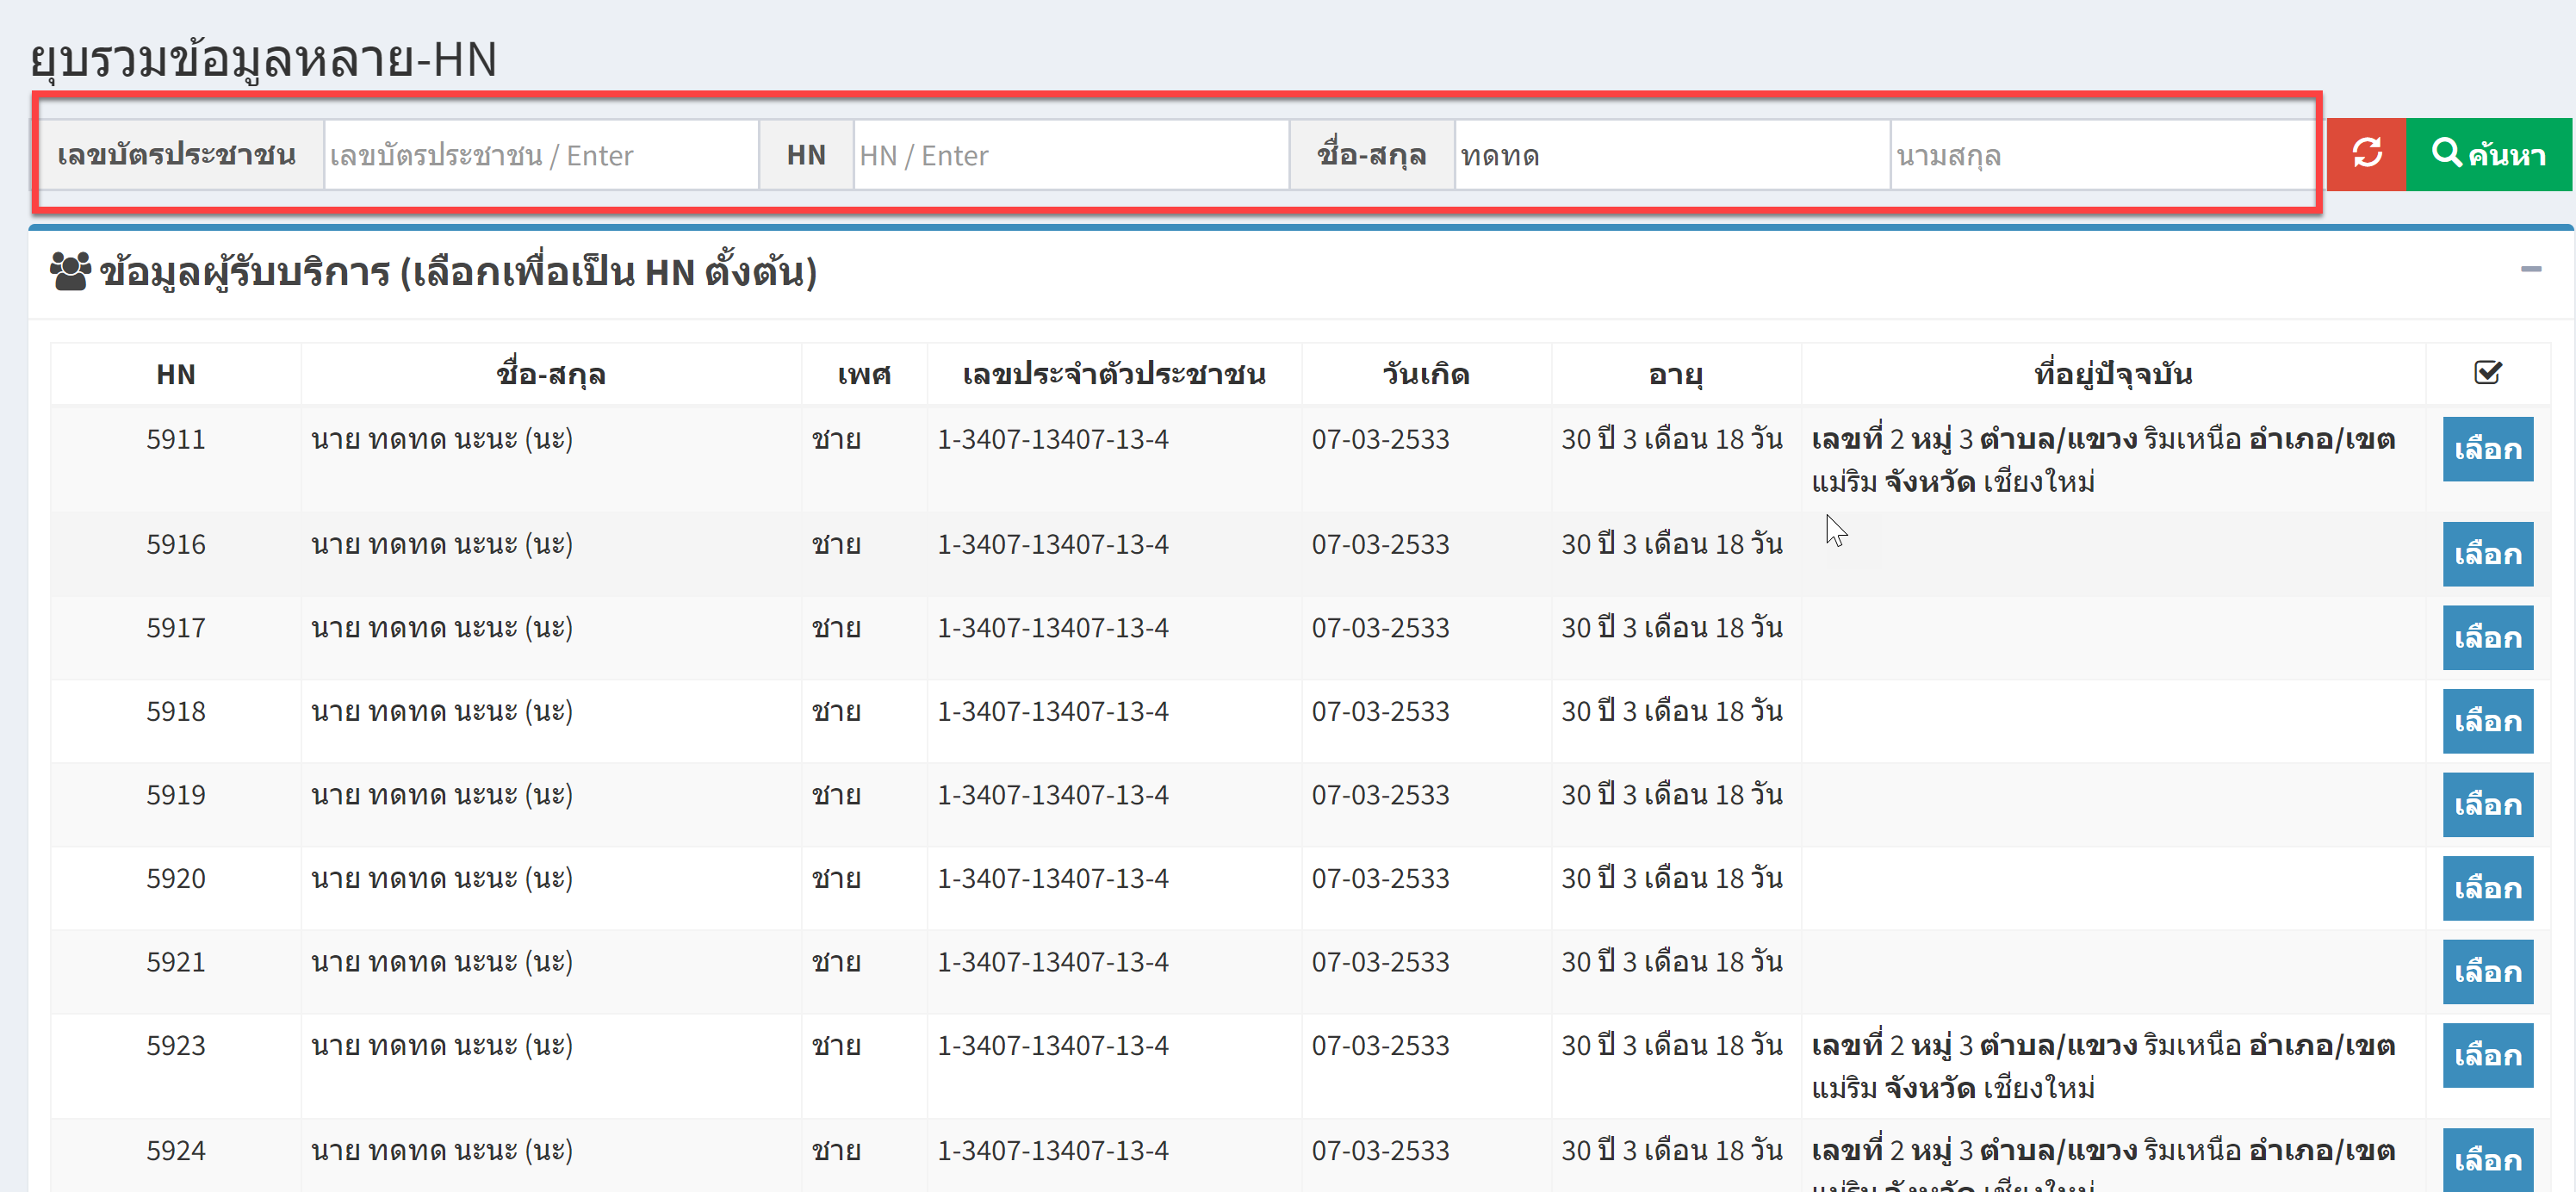 ยุบรวมข้อมูลหลาย-HN
เลขบัตรประชาชน เลขบัตรประชาชน / Enter HN HN / Enter ชื่อ-สกุล ทดทด นามสกุล ค้นหา
ข้อมูลผู้รับบริการ (เลือกเพื่อเป็น HN ตั้งต้น)
HN ชื่อ-สกุล เพศ เลขประจำตัวประชาชน วันเกิด อายุ ที่อยู่ปัจจุบัน
5911 นาย ทดทด นะนะ (นะ) ชาย 1-3407-13407-13-4 07-03-2533 30 ปี 3 เดือน 18 วัน เลขที่ 2 หมู่ 3 ตำบล/แขวง ริมเหนือ อำเภอ/เขต เลือก
แม่ริม จังหวัด เชียงใหม่
5916 นาย ทดทด นะนะ (นะ) ชาย 1-3407-13407-13-4 07-03-2533 30 ปี 3 เดือน 18 วัน เลือก
5917 นาย ทดทด นะนะ (นะ) ชาย 1-3407-13407-13-4 07-03-2533 30 ปี 3 เดือน 18 วัน เลือก
5918 นาย ทดทด นะนะ (นะ) ชาย 1-3407-13407-13-4 07-03-2533 30 ปี 3 เดือน 18 วัน เลือก
5919 นาย ทดทด นะนะ (นะ) ชาย 1-3407-13407-13-4 07-03-2533 30 ปี 3 เดือน 18 วัน เลือก
5920 นาย ทดทด นะนะ (นะ) ชาย 1-3407-13407-13-4 07-03-2533 30 ปี 3 เดือน 18 วัน เลือก
5921 นาย ทดทด นะนะ (นะ) ชาย 1-3407-13407-13-4 07-03-2533 30 ปี 3 เดือน 18 วัน เลือก
5923 นาย ทดทด นะนะ (นะ) ชาย 1-3407-13407-13-4 07-03-2533 30 ปี 3 เดือน 18 วัน เลขที่ 2 หมู่ 3 ตำบล/แขวง ริมเหนือ อำเภอ/เขต เลือก
แม่ริม จังหวัด เชียงใหม่
5924 นาย ทดทด นะนะ (นะ) ชาย 1-3407-13407-13-4 07-03-2533 30 ปี 3 เดือน 18 วัน เลขที่ 2 หมู่ 3 ตำบล/แขวง ริมเหนือ อำเภอ/เขต เลือก